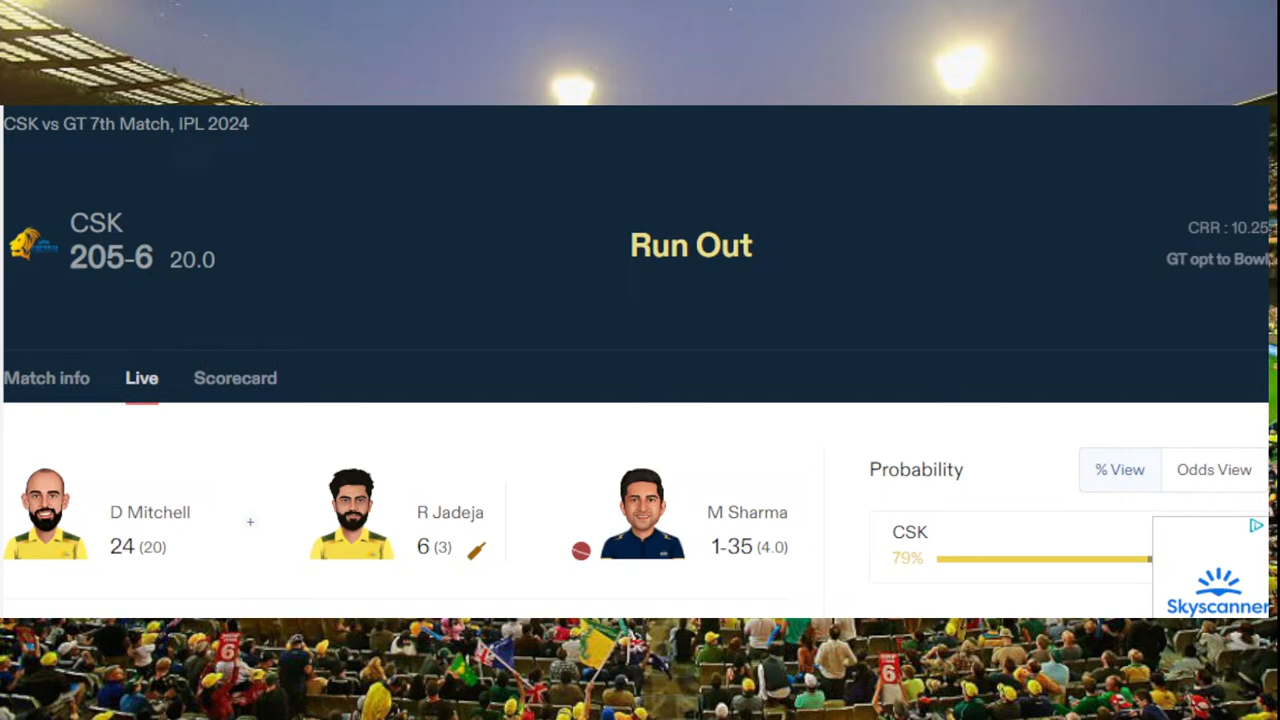 CSK vs GT 7th Match, IPL 2024
CSK
205-6 20.0
Run Out
CRR : 10.25
GT opt to Bowl
Match info Live Scorecard
D Mitchell
24 (20)
+
R Jadeja
6 (3)
M Sharma
1-35 (4.0)
Probability
% View Odds View
CSK
79%
Skyscanner
6
6